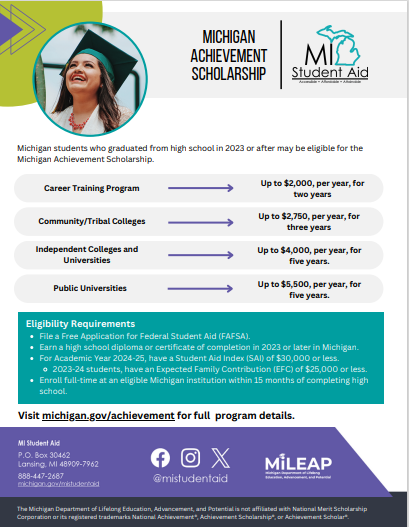 MICHIGAN
ACHIEVEMENT
SCHOLARSHIP
MI
Student Aid
Accessible • Affordable • Attainable
Michigan students who graduated from high school in 2023 or after may be eligible for the
Michigan Achievement Scholarship.
Career Training Program
Up to $2,000, per year, for
two years
Community/Tribal Colleges
Up to $2,750, per year, for
three years
Independent Colleges and
Universities
Up to $4,000, per year, for
five years.
Public Universities
Up to $5,500, per year, for
five years.
Eligibility Requirements
• File a Free Application for Federal Student Aid (FAFSA).
• Earn a high school diploma or certificate of completion in 2023 or later in Michigan.
• For Academic Year 2024-25, have a Student Aid Index (SAI) of $30,000 or less.
○ 2023-24 students, have an Expected Family Contribution (EFC) of $25,000 or less.
• Enroll full-time at an eligible Michigan institution within 15 months of completing high
school.
Visit michigan.gov/achievement for full program details.
MI Student Aid
P.O. Box 30462
Lansing, MI 48909-7962
888-447-2687
michigan.gov/mistudentaid
@mistudentaid
MiLEAP
Michigan Department of Lifelong
Education, Advancement, and Potential
The Michigan Department of Lifelong Education, Advancement, and Potential is not affiliated with National Merit Scholarship
Corporation or its registered trademarks National Achievement®, Achievement Scholarship®, or Achievement Scholar®.